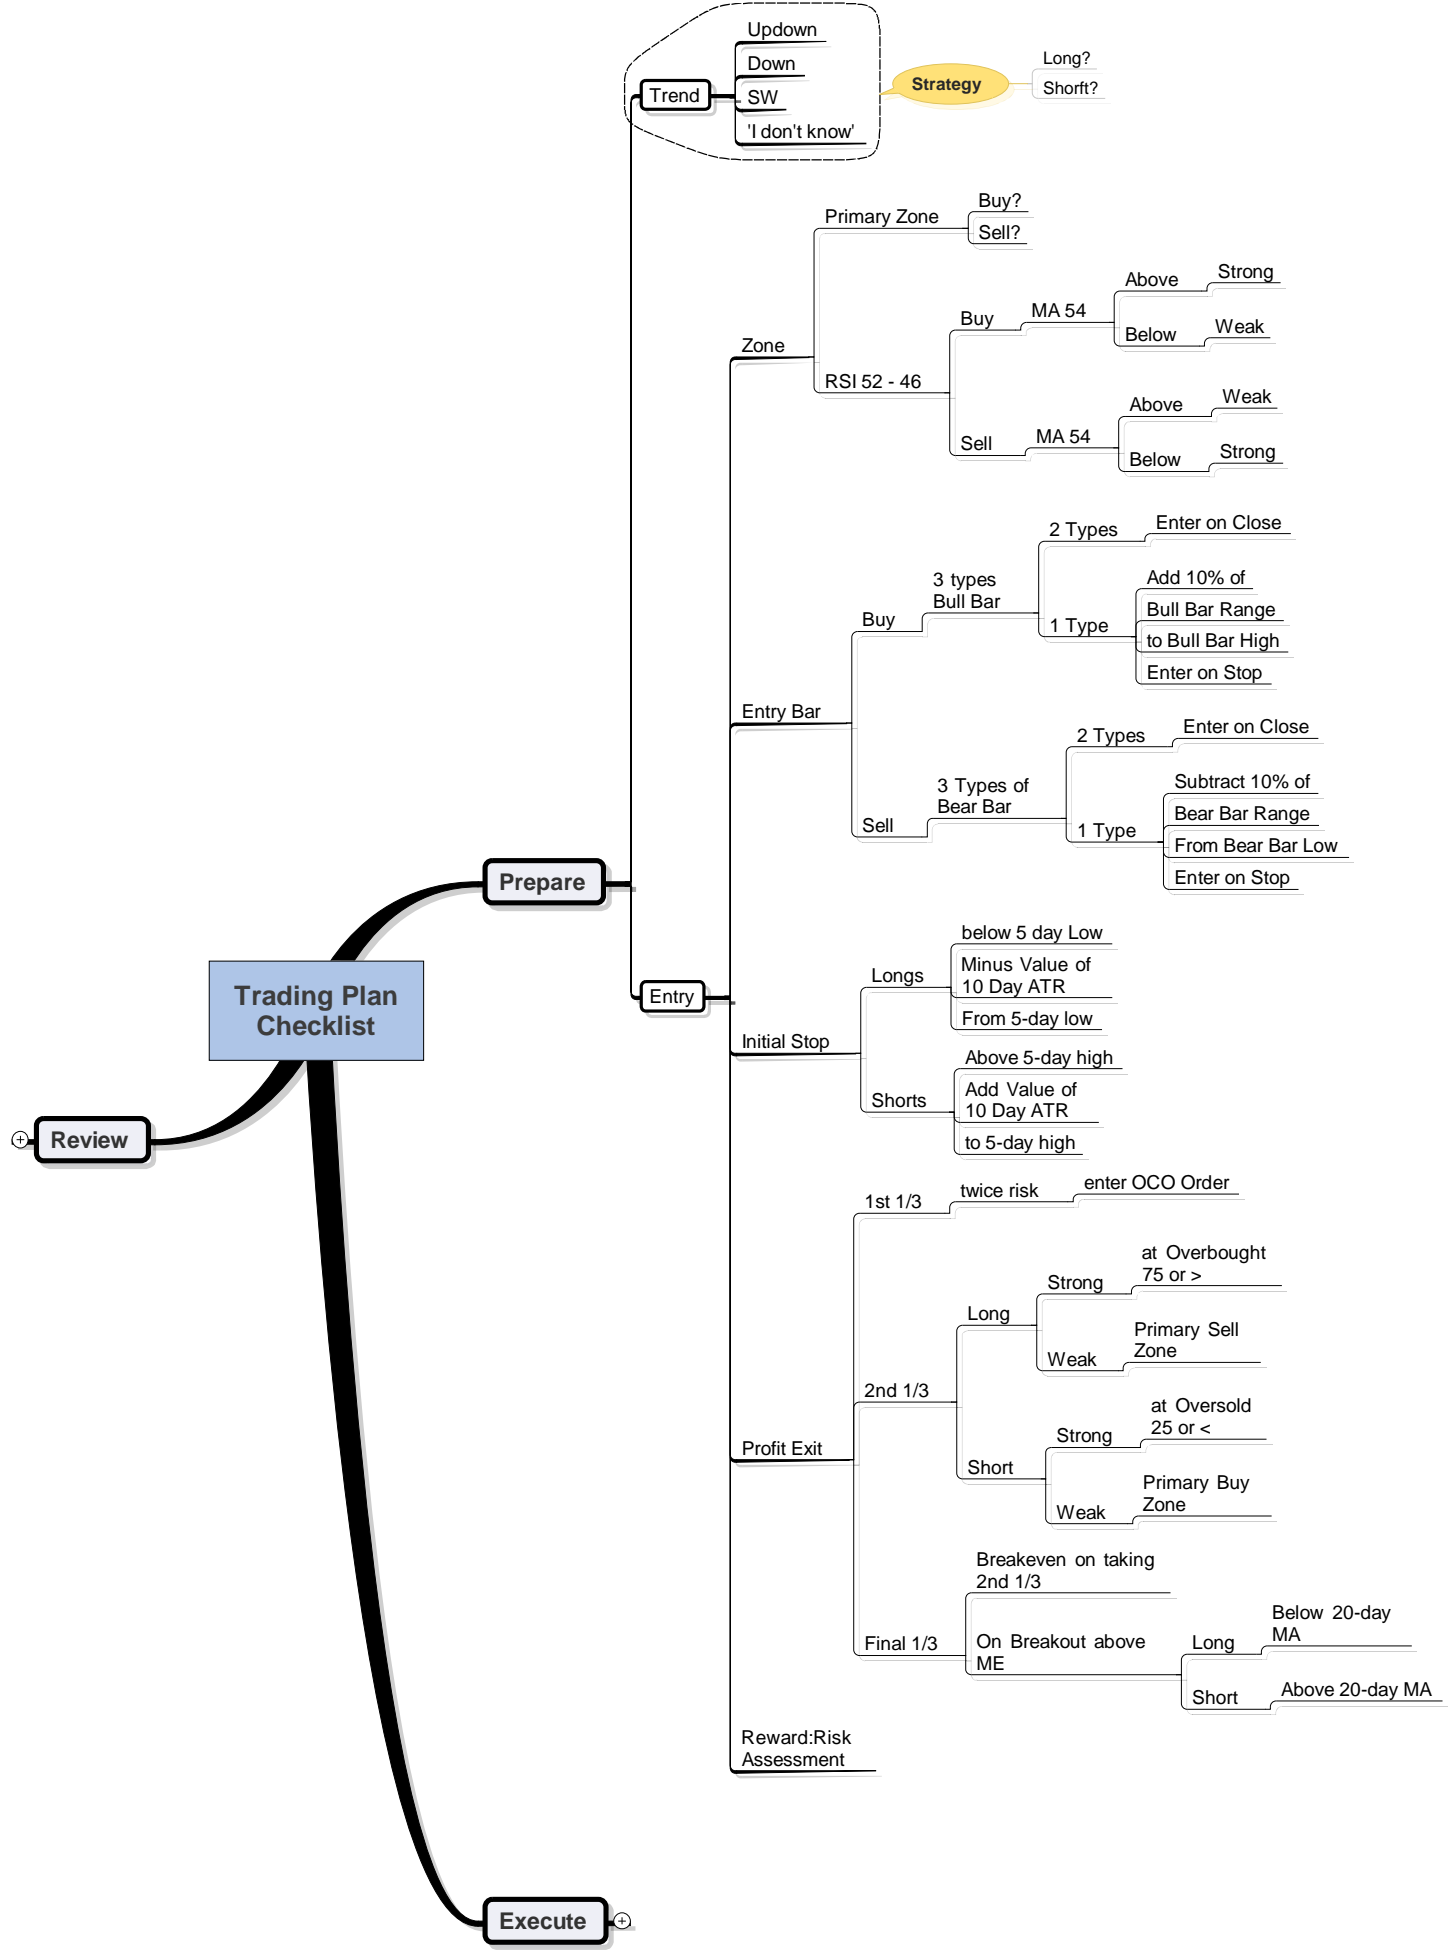 Trading Plan
Checklist
Prepare
Trend
Updown
Down
SW
'I don't know'
Strategy
Long?
Shorft?
Entry
Zone
Primary Zone
Buy?
Sell?
RSI 52 - 46
Buy
MA 54
Above
Strong
Below
Weak
Sell
MA 54
Above
Weak
Below
Strong
Entry Bar
Buy
3 types
Bull Bar
2 Types
Enter on Close
1 Type
Add 10% of
Bull Bar Range
to Bull Bar High
Enter on Stop
Sell
3 Types of
Bear Bar
2 Types
Enter on Close
1 Type
Subtract 10% of
Bear Bar Range
From Bear Bar Low
Enter on Stop
Initial Stop
Longs
below 5 day Low
Minus Value of
10 Day ATR
From 5-day low
Shorts
Above 5-day high
Add Value of
10 Day ATR
to 5-day high
Profit Exit
1st 1/3
twice risk
enter OCO Order
2nd 1/3
Long
Strong
at Overbought
75 or >
Weak
Primary Sell
Zone
Short
Strong
at Oversold
25 or <
Weak
Primary Buy
Zone
Final 1/3
Breakeven on taking
2nd 1/3
On Breakout above
ME
Long
Below 20-day
MA
Short
Above 20-day MA
Reward:Risk
Assessment
Review
Execute